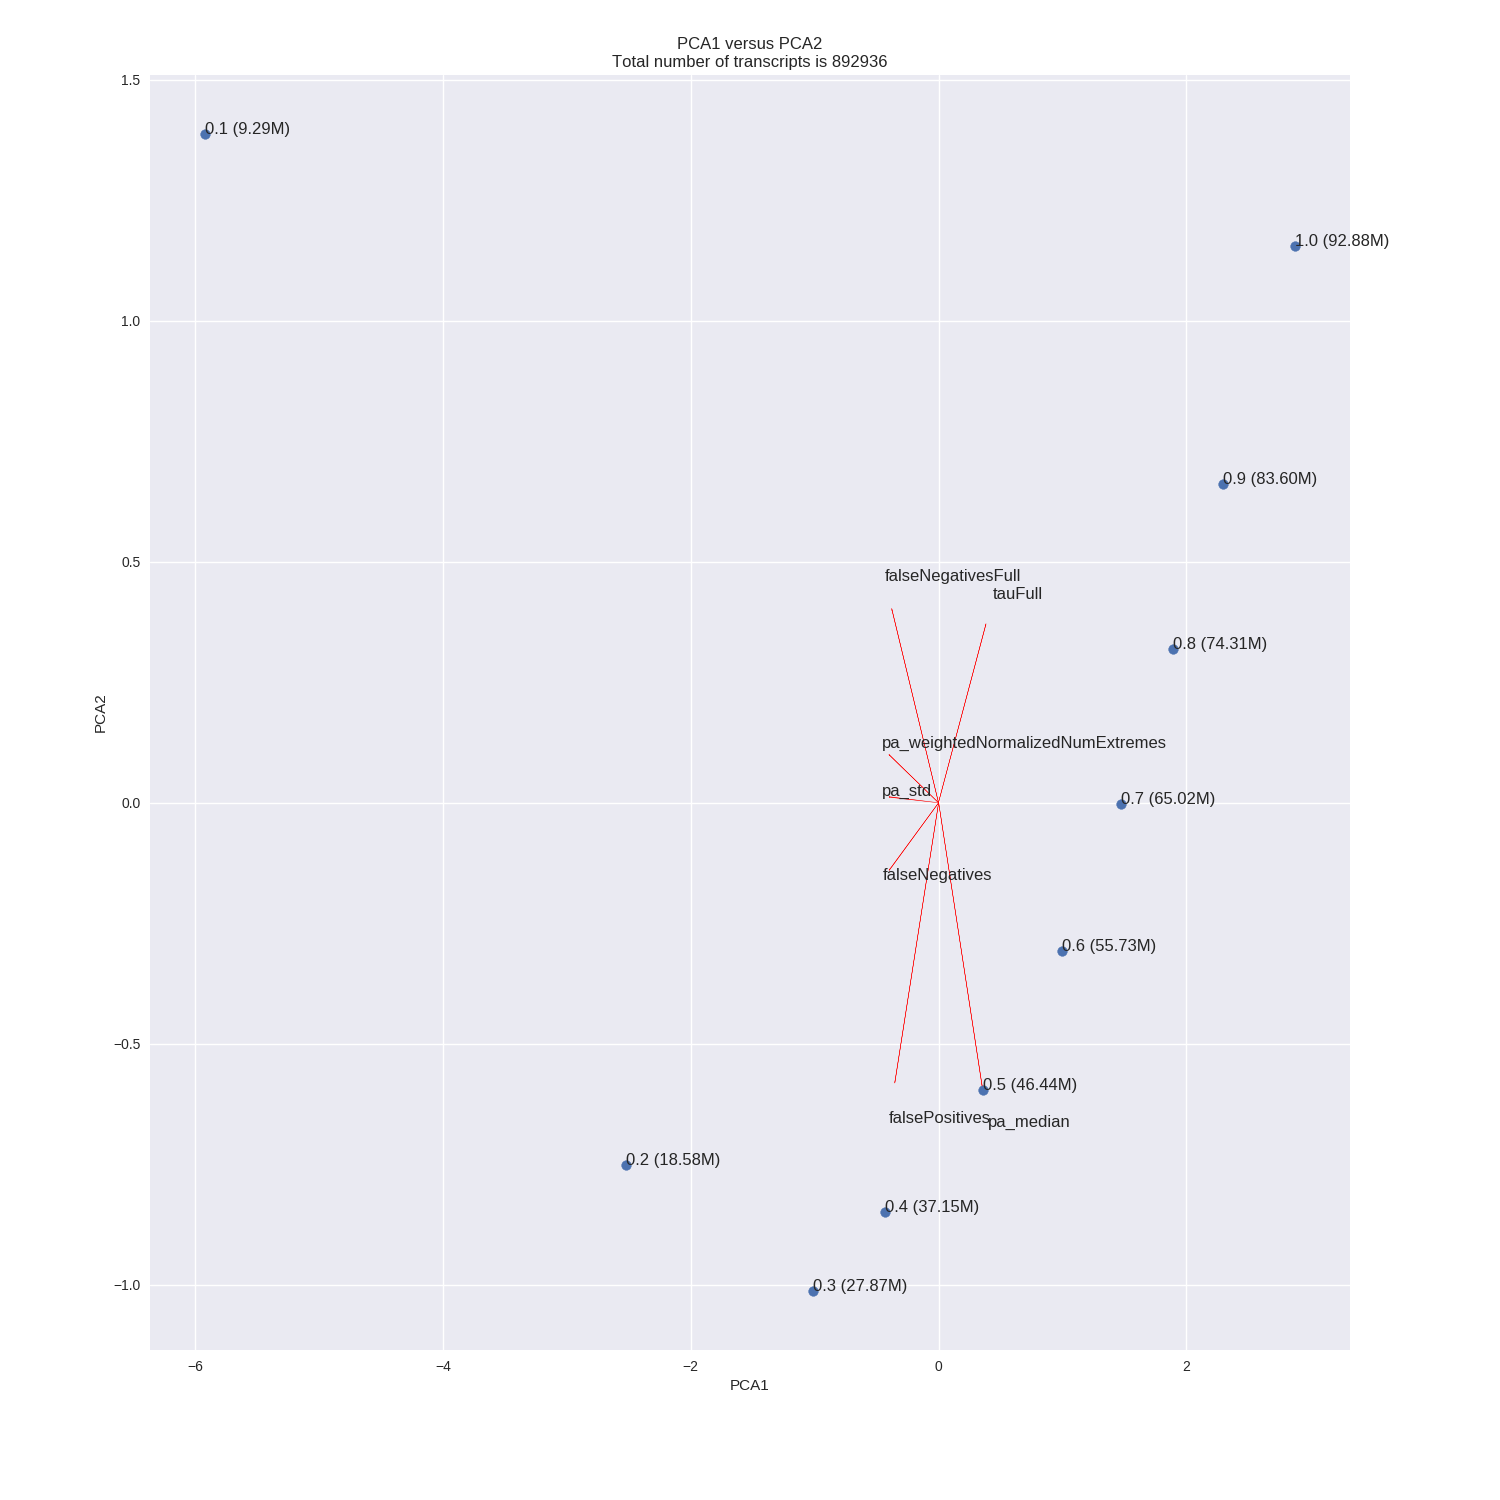 PCA1 versus PCA2
Total number of transcripts is 892936
1.5
0.1 (9.29M)
1.0 (92.88M)
1.0
0.9 (83.60M)
0.5
falseNegativesFull
tauFull
0.8 (74.31M)
PCA2
pa_weightedNormalizedNumExtremes
pa_std
0.0
0.7 (65.02M)
falseNegatives
0.6 (55.73M)
−0.5
0.5 (46.44M)
falsePositives
pa_median
0.2 (18.58M)
0.4 (37.15M)
−1.0
0.3 (27.87M)
−6 −4 −2 0 2
PCA1